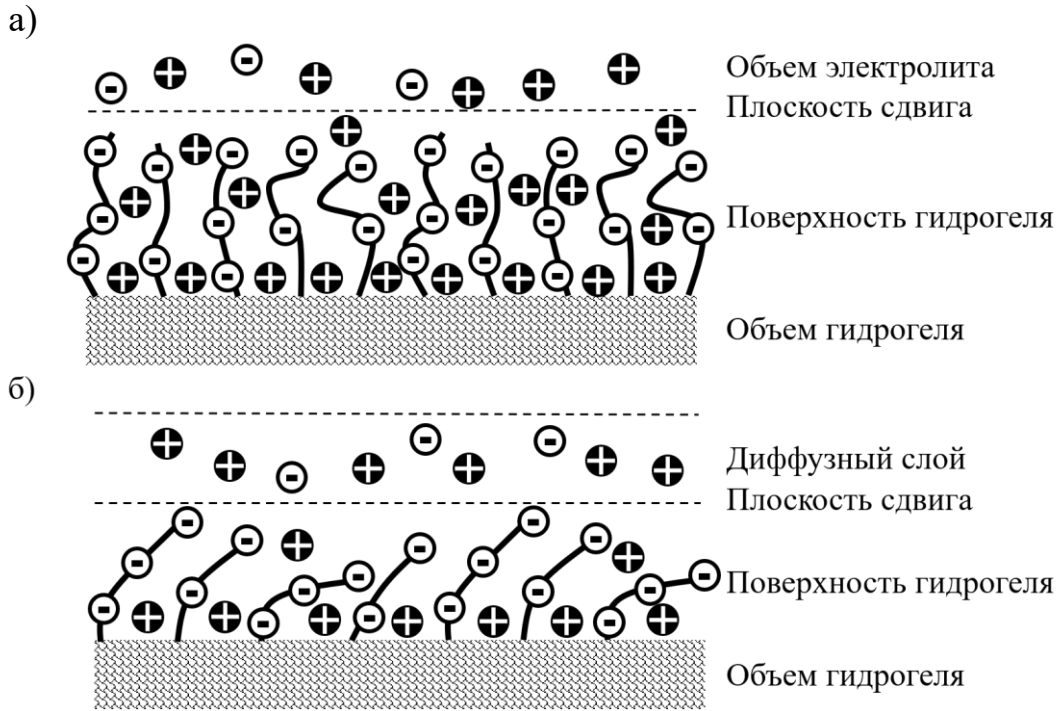 а)
Объем электролита
Плоскость сдвига
Поверхность гидрогеля
Объем гидрогеля
б)
Диффузный слой
Плоскость сдвига
Поверхность гидрогеля
Объем гидрогеля